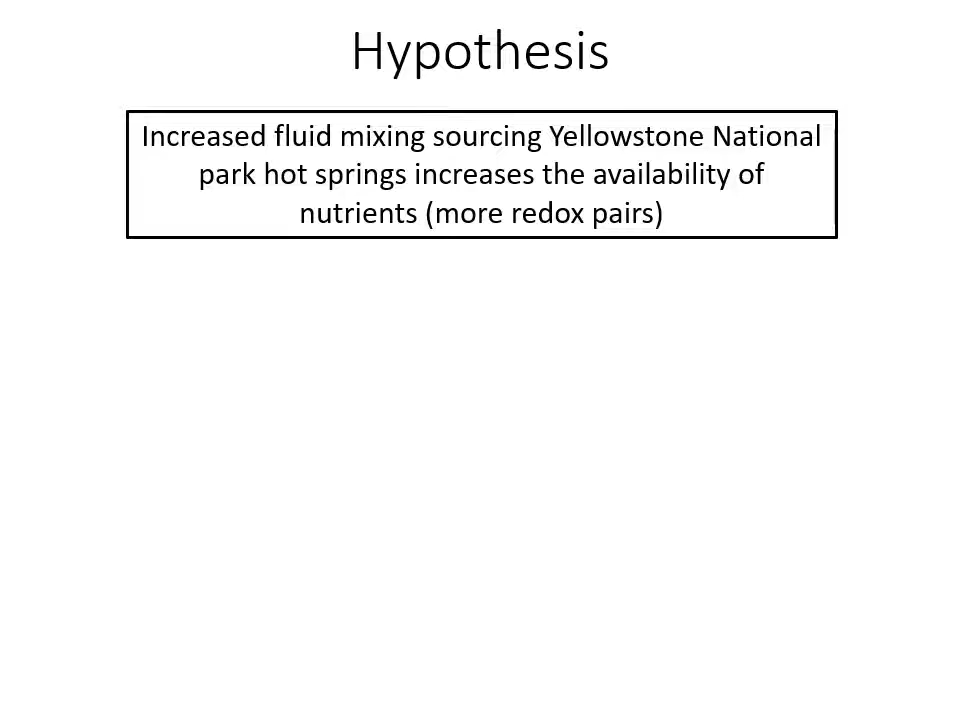 Hypothesis
Increased fluid mixing sourcing Yellowstone National
park hot springs increases the availability of
nutrients (more redox pairs)